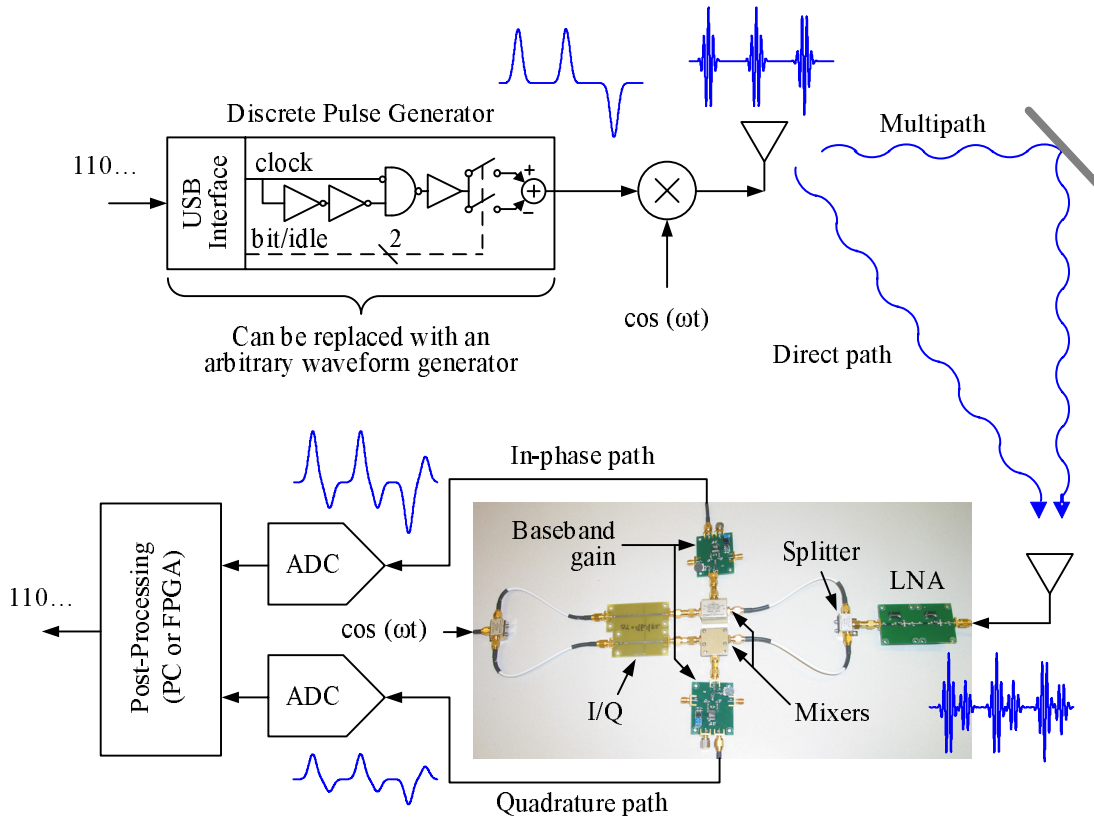 Discrete Pulse Generator
110…
USB
Interface
clock
bit/idle
2
+
−
Can be replaced with an
arbitrary waveform generator
cos (ωt)
Multipath
Direct path
In-phase path
Baseband
gain
Splitter
LNA
ADC
Post-Processing
(PC or FPGA)
110…
cos (ωt)
ADC
I/Q
Mixers
Quadrature path